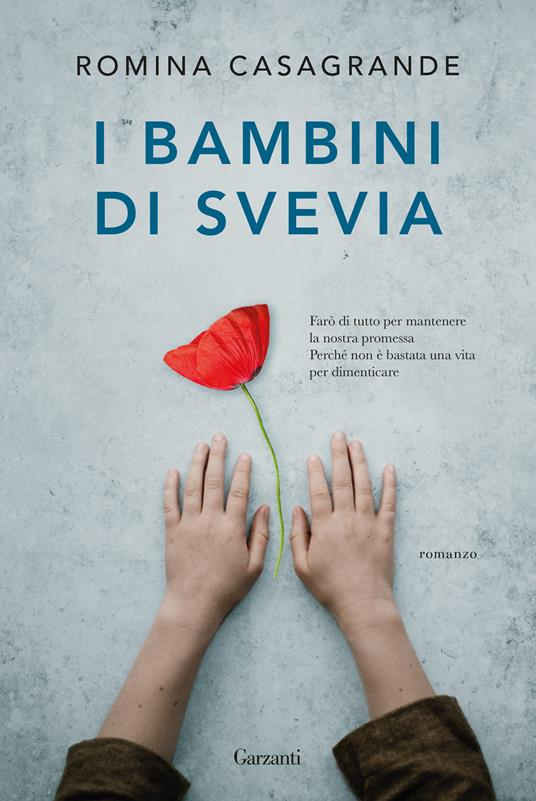 ROMINA CASAGRANDE
I BAMBINI
DI SVEVIA
Farò di tutto per mantenere
la nostra promessa
Perché non è bastata una vita
per dimenticare
romanzo
Garzanti